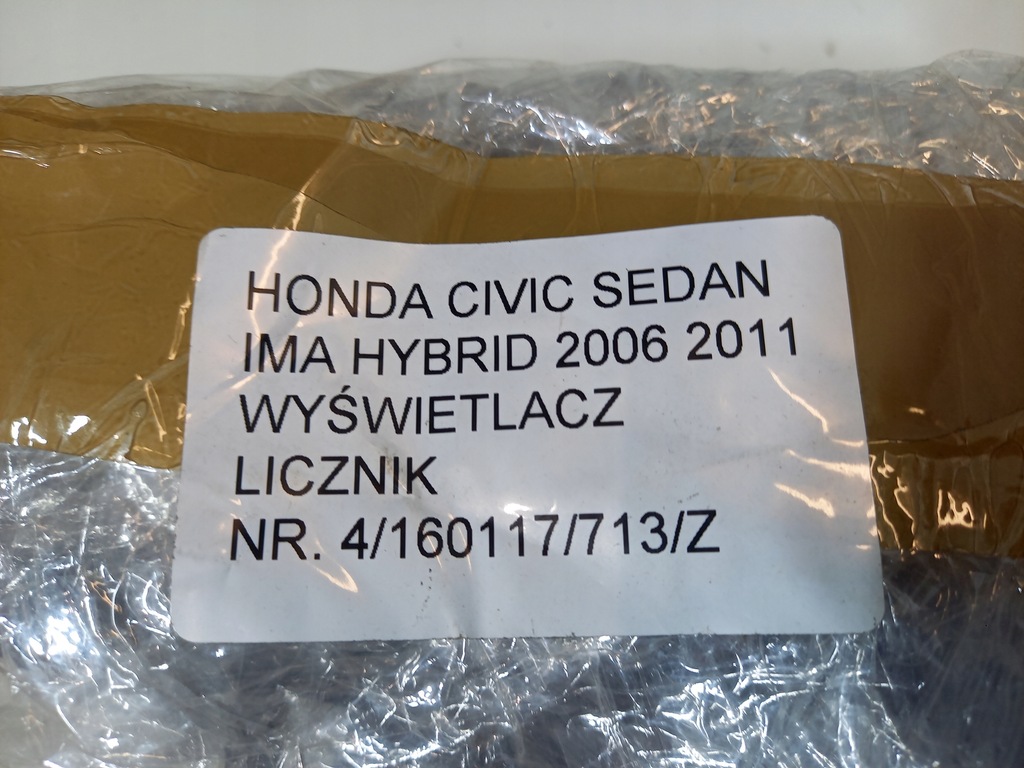 HONDA CIVIC SEDAN
IMA HYBRID 2006 2011
WYŚWIETLACZ
LICZNIK
NR. 4/160117/713/Z